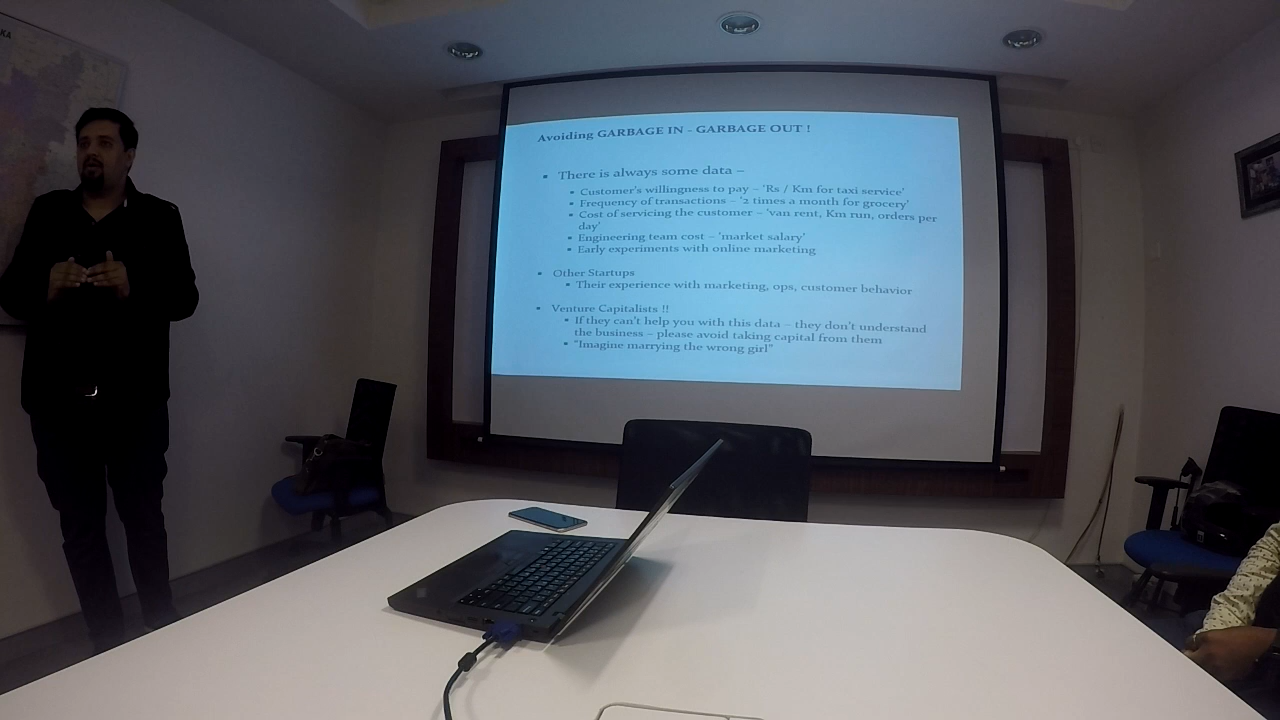 KA
Avoiding GARBAGE IN - GARBAGE OUT !
▪ There is always some data –
▪ Customer's willingness to pay – 'Rs / Km for taxi service'
▪ Frequency of transactions – '2 times a month for grocery'
▪ Cost of servicing the customer – 'van rent, Km run, orders per
day'
▪ Engineering team cost – 'market salary'
▪ Early experiments with online marketing
▪ Other Startups
▪ Their experience with marketing, ops, customer behavior
▪ Venture Capitalists !!
▪ If they can't help you with this data – they don't understand
the business – please avoid taking capital from them
▪ "Imagine marrying the wrong girl"